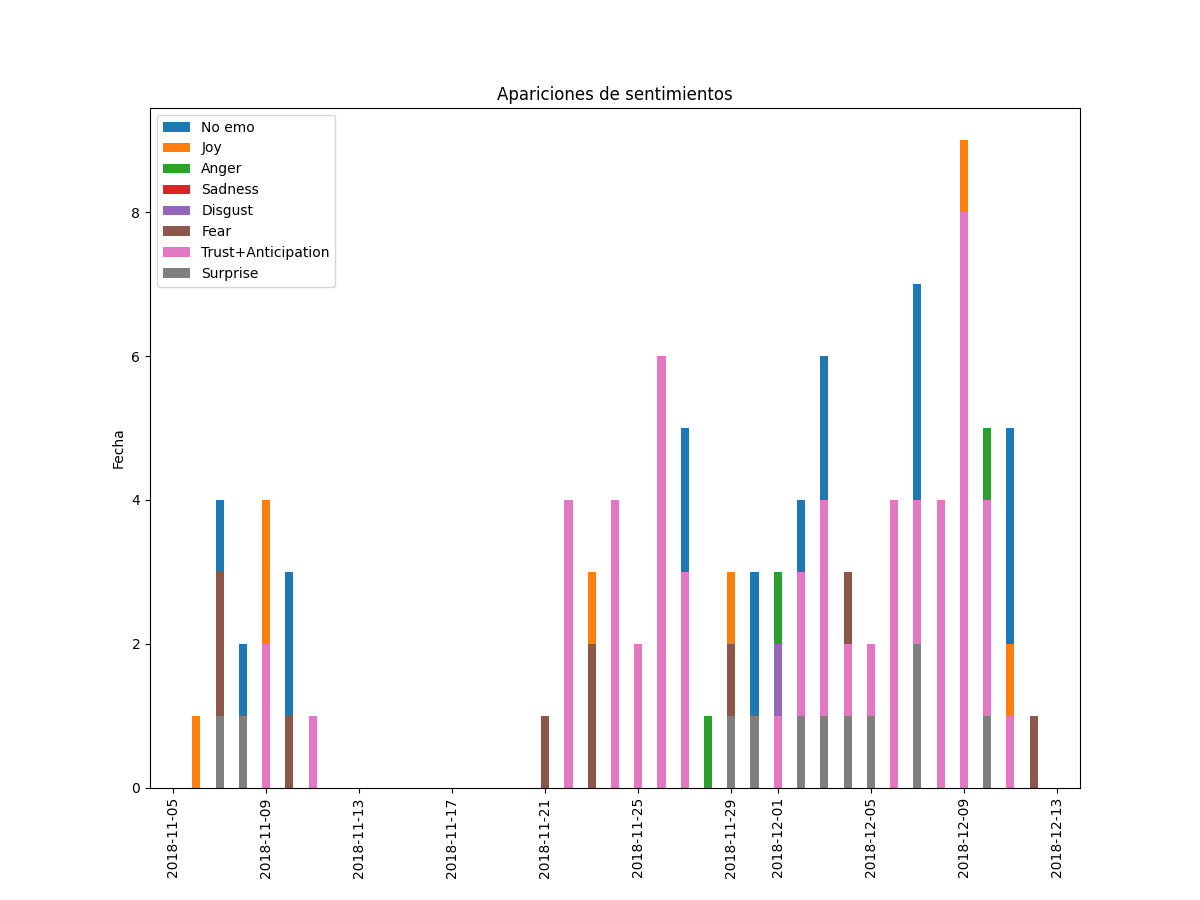 Apariciones de sentimientos
No emo
Joy
Anger
Sadness
Disgust
Fear
Trust+Anticipation
Surprise
Fecha
8
6
4
2
0
2018-11-05
2018-11-09
2018-11-13
2018-11-17
2018-11-21
2018-11-25
2018-11-29
2018-12-01
2018-12-05
2018-12-09
2018-12-13